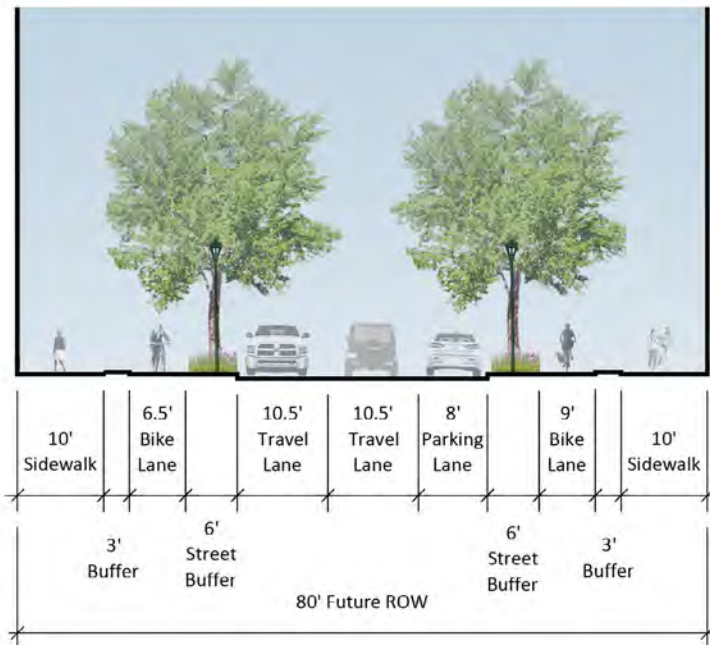 10'
Sidewalk
6.5'
Bike
Lane
10.5'
Travel
Lane
10.5'
Travel
Lane
8'
Parking
Lane
9'
Bike
Lane
10'
Sidewalk
3'
Buffer
6'
Street
Buffer
6'
Street
Buffer
3'
Buffer
80' Future ROW